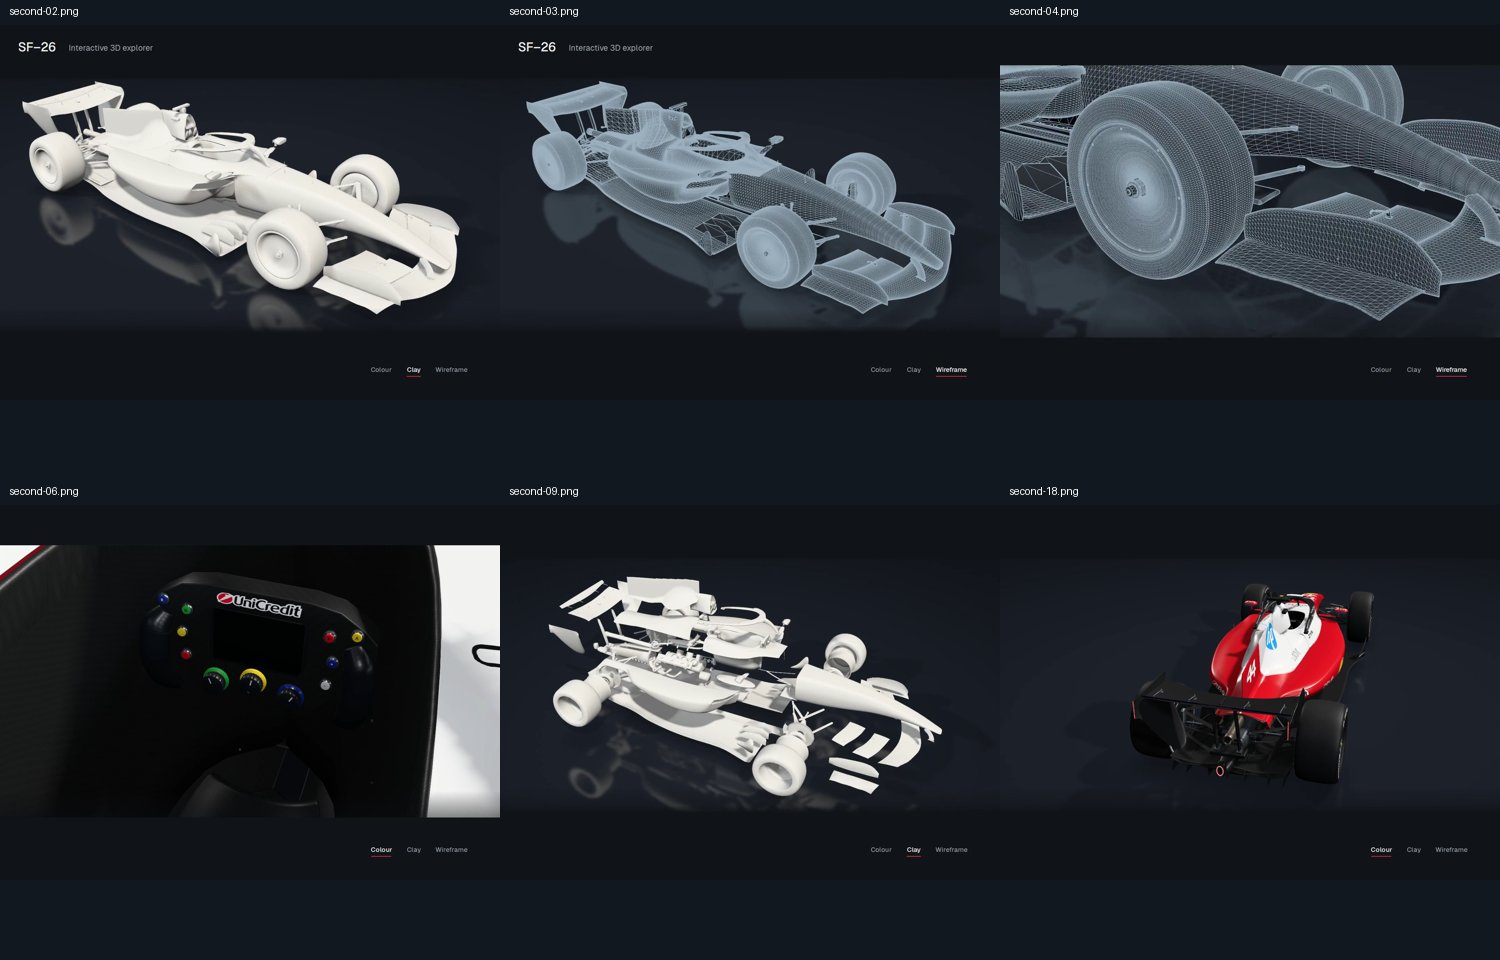 second-02.png
second-03.png
second-04.png
SF–26 Interactive 3D explorer
SF–26 Interactive 3D explorer
Colour Clay Wireframe
Colour Clay Wireframe
Colour Clay Wireframe
second-06.png
second-09.png
second-18.png
UniCredit
Colour Clay Wireframe
Colour Clay Wireframe
Colour Clay Wireframe